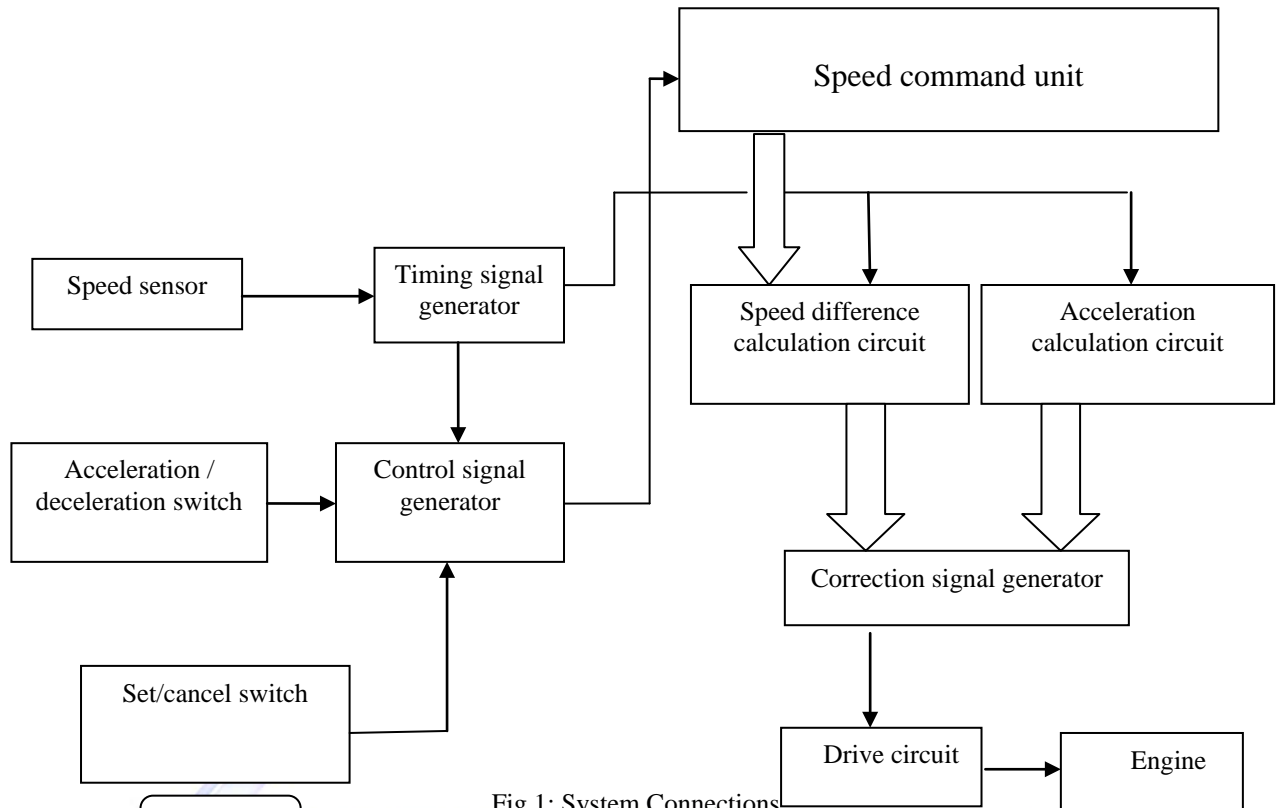 Speed command unit
Speed sensor
Timing signal
generator
Speed difference
calculation circuit
Acceleration
calculation circuit
Acceleration /
deceleration switch
Control signal
generator
Correction signal generator
Set/cancel switch
Drive circuit
Engine
Fig 1: System Connections